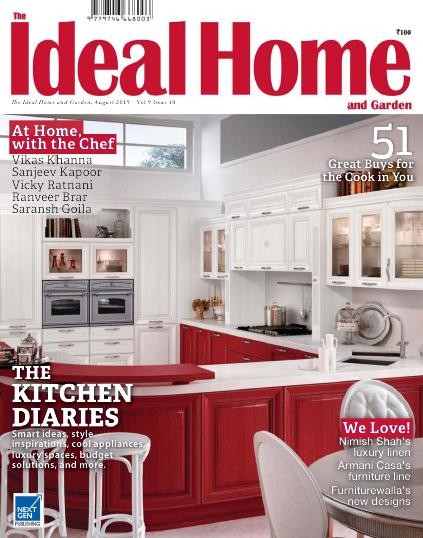 9 779746 668003
The
₹100
Ideal Home
and Garden
The Ideal Home and Garden, August 2015 Vol 9 Issue 10
At Home,
with the Chef
Vikas Khanna
Sanjeev Kapoor
Vicky Ratnani
Ranveer Brar
Saransh Goila
51
Great Buys for
the Cook in You
THE
KITCHEN
DIARIES
Smart ideas, style
inspirations, cool appliances,
luxury spaces, budget
solutions, and more.
We Love!
Nimish Shah's
luxury linen
Armani Casa's
furniture line
Furniturewalla's
new designs
NEXT
GEN
PUBLISHING